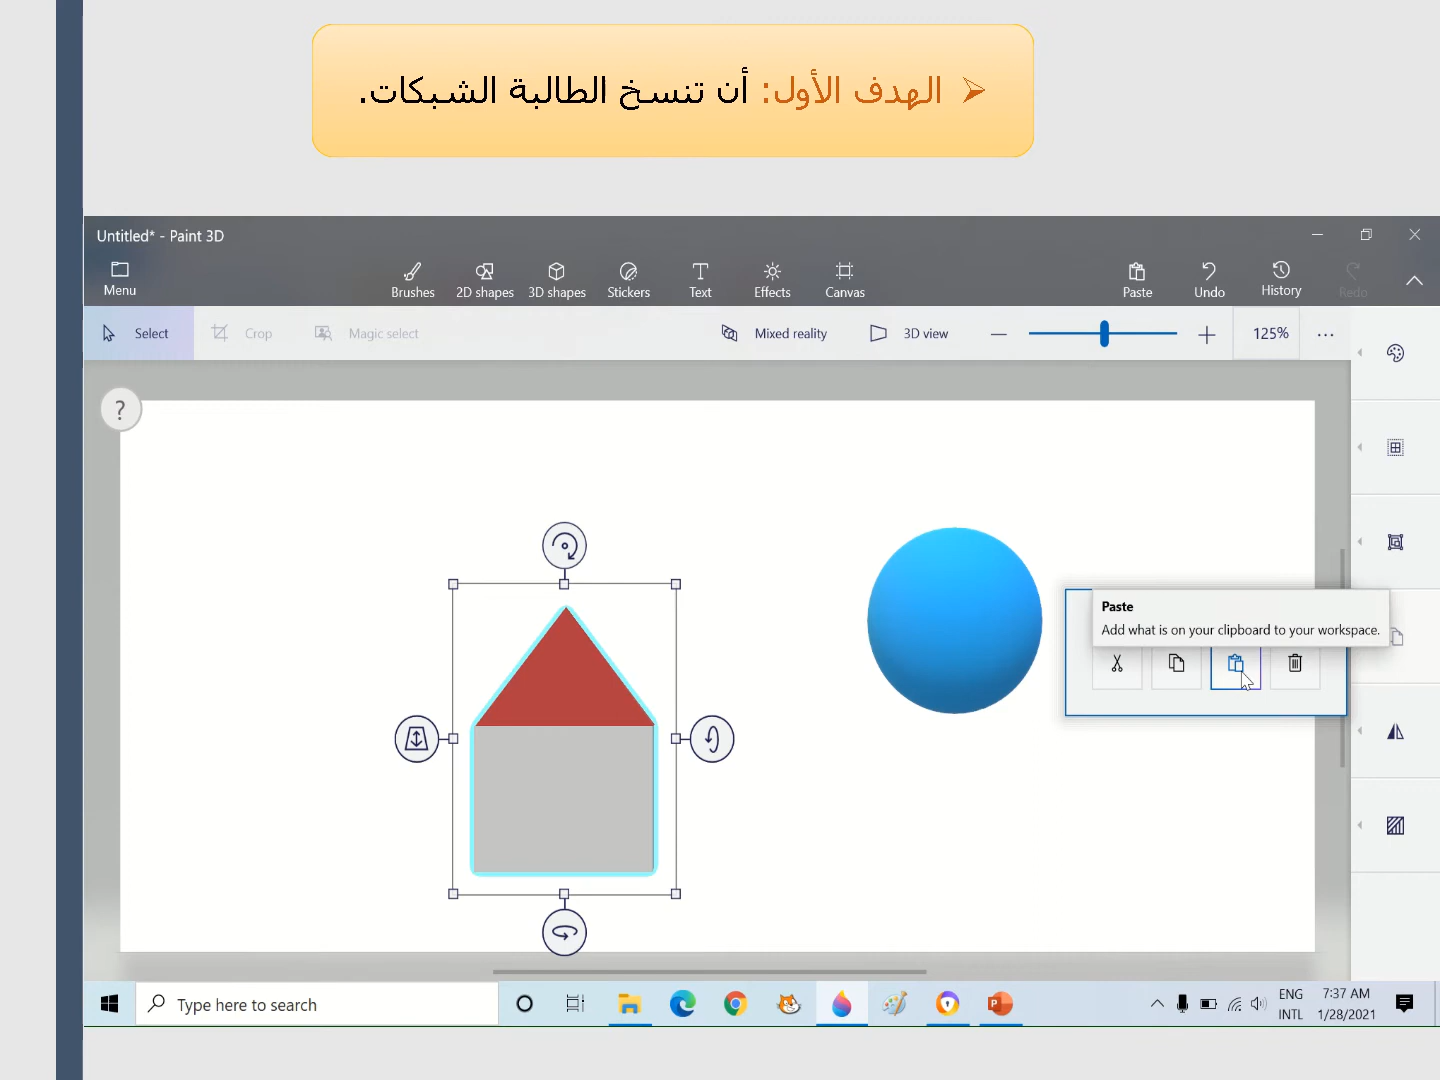 ➢ الهدف الأول: أن تنسخ الطالبة الشبكات.
Untitled* - Paint 3D
Menu
Brushes
2D shapes
3D shapes
Stickers
Text
Effects
Canvas
Paste
Undo
History
Redo
Select
Crop
Magic select
Mixed reality
3D view
125%
?
Paste
Add what is on your clipboard to your workspace.
Type here to search
ENG
INTL
7:37 AM
1/28/2021